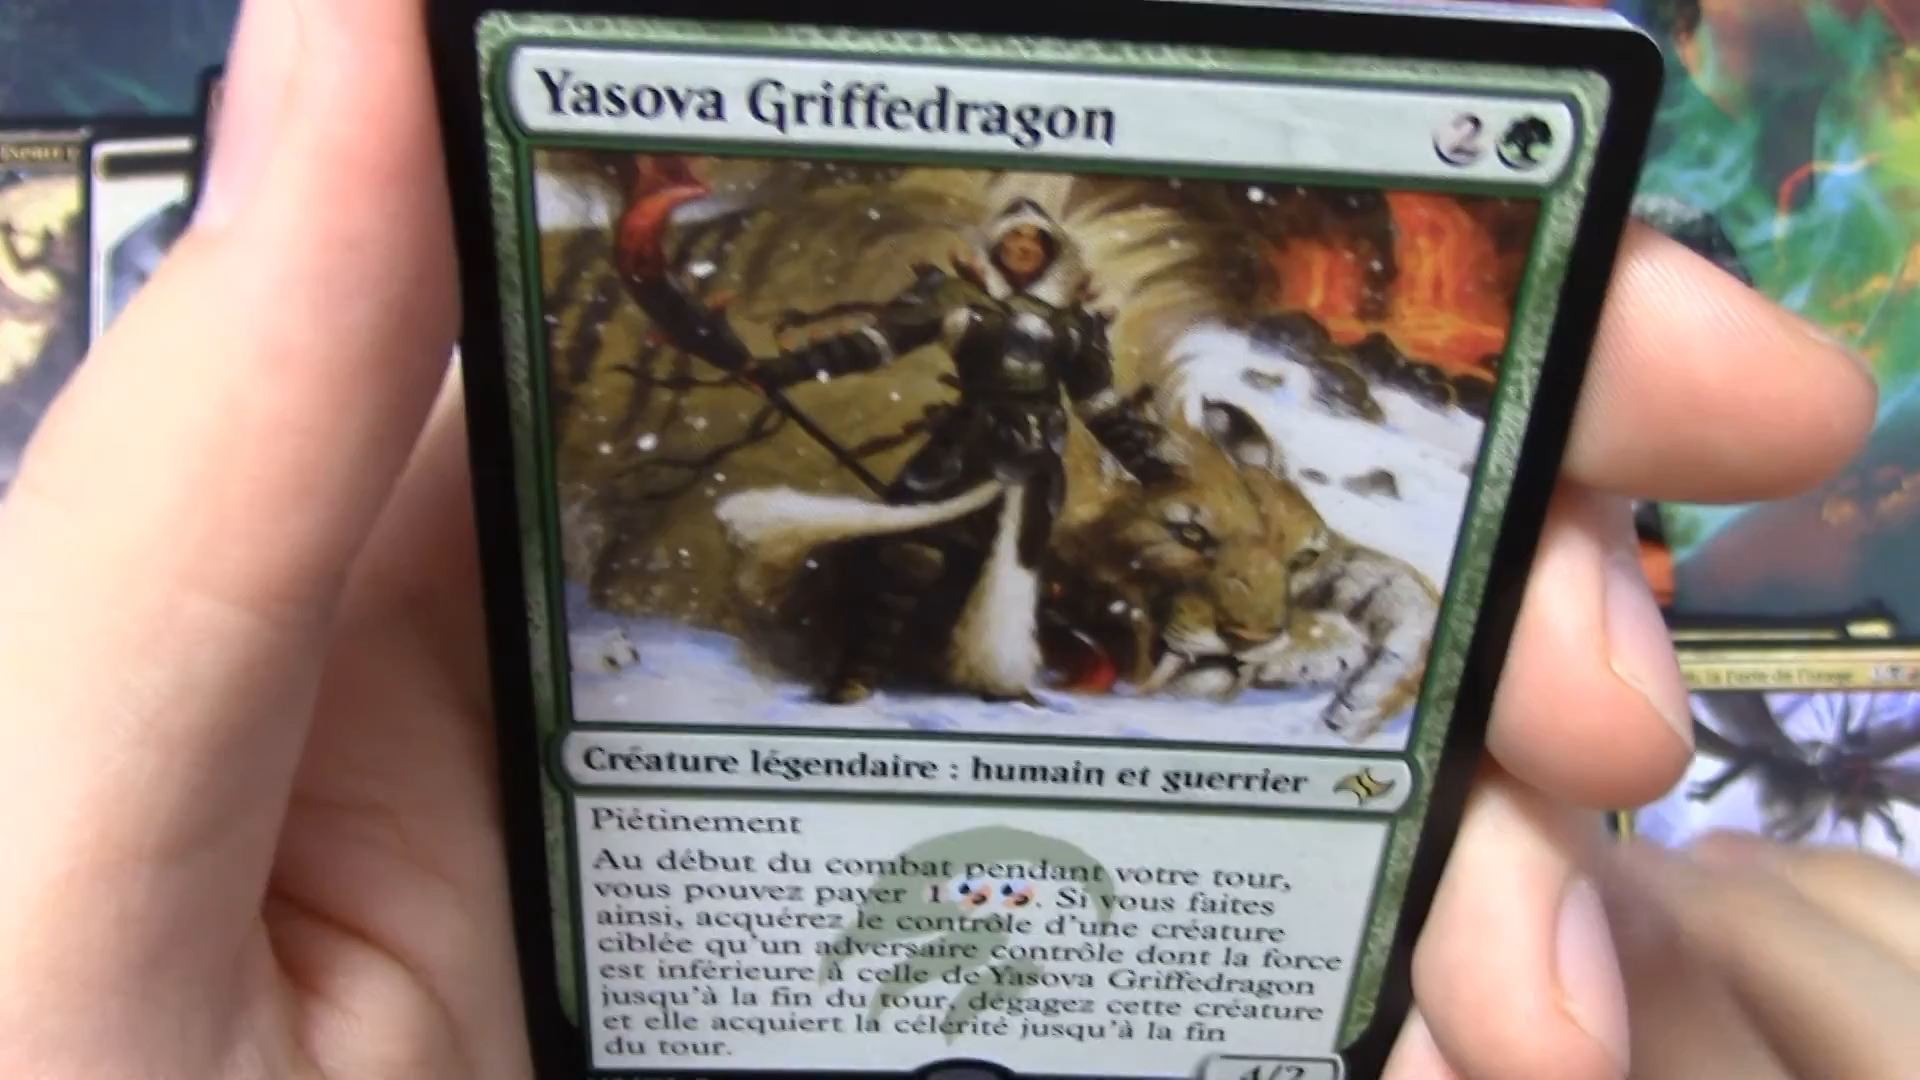 Yasova Griffedragon
2
Créature légendaire : humain et guerrier
Piétinement
Au début du combat pendant votre tour,
vous pouvez payer 1 . Si vous faites
ainsi, acquérez le contrôle d'une créature
ciblée qu'un adversaire contrôle dont la force
est inférieure à celle de Yasova Griffedragon
jusqu'à la fin du tour, dégagez cette créature
et elle acquiert la célérité jusqu'à la fin
du tour.
4/2